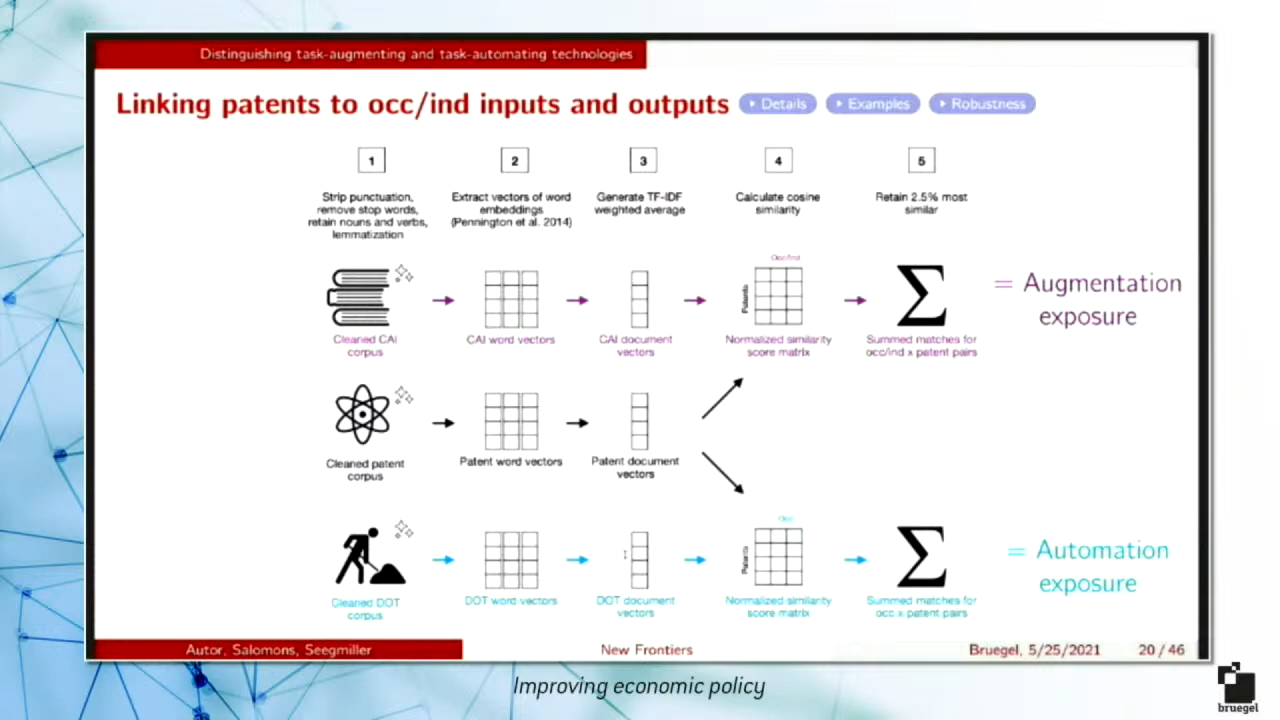 Distinguishing task-augmenting and task-automating technologies
Linking patents to occ/ind inputs and outputs
Details
Examples
Robustness
1
2
3
4
5
Strip punctuation,
remove stop words,
retain nouns and verbs,
lemmatization
Extract vectors of word
embeddings
(Pennington et al. 2014)
Generate TF-IDF
weighted average
Calculate cosine
similarity
Retain 2.5% most
similar
Occ/Ind
Patents
Cleaned CAI
corpus
CAI word vectors
CAI document
vectors
Normalized similarity
score matrix
Summed matches for
occ/ind x patent pairs
= Augmentation
exposure
Cleaned patent
corpus
Patent word vectors
Patent document
vectors
Occ
Patents
Cleaned DOT
corpus
DOT word vectors
DOT document
vectors
Normalized similarity
score matrix
Summed matches for
occ x patent pairs
= Automation
exposure
Autor, Salomons, Seegmiller
New Frontiers
Bruegel, 5/25/2021
20 / 46
Improving economic policy
bruegel